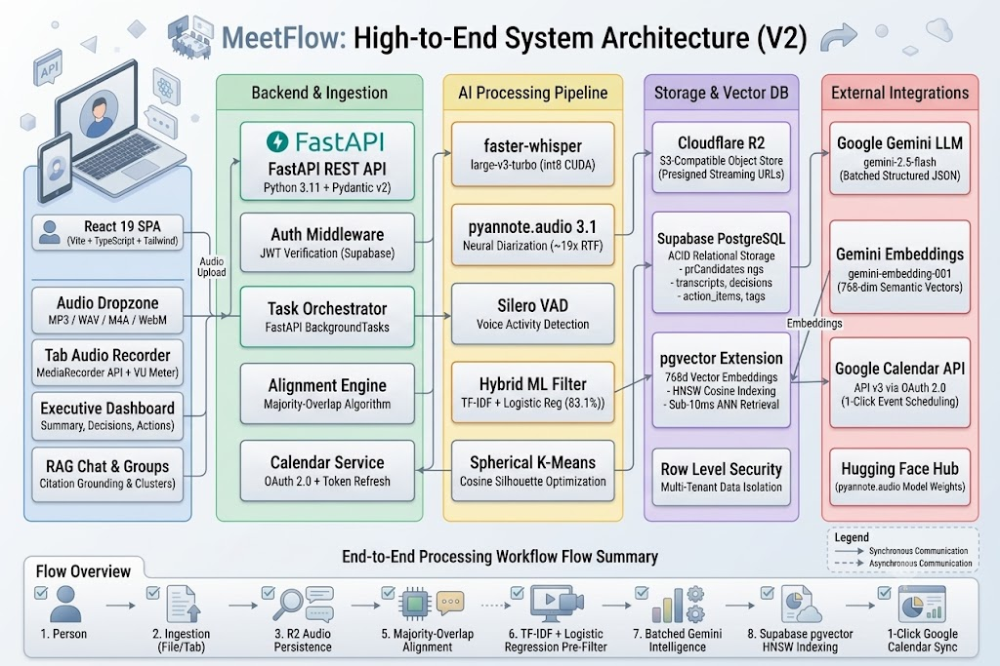 MeetFlow: High-to-End System Architecture (V2)
API
React 19 SPA
(Vite + TypeScript + Tailwind)
Audio Dropzone
MP3 / WAV / M4A / WebM
Tab Audio Recorder
(MediaRecorder API + VU Meter)
Executive Dashboard
(Summary, Decisions, Actions)
RAG Chat & Groups
(Citation Grounding & Clusters)
Audio
Upload
Backend & Ingestion
FastAPI
FastAPI REST API
(Python 3.11 + Pydantic v2)
Auth Middleware
JWT Verification (Supabase)
Task Orchestrator
FastAPI BackgroundTasks
Alignment Engine
Majority-Overlap Algorithm
Calendar Service
OAuth 2.0 + Token Refresh
AI Processing Pipeline
faster-whisper
large-v3-turbo (int8 CUDA)
pyannote.audio 3.1
Neural Diarization (~19x RTF)
Silero VAD
Voice Activity Detection
Hybrid ML Filter
TF-IDF + Logistic Reg (83.1%))
Spherical K-Means
Cosine Silhouette Optimization
Storage & Vector DB
Cloudflare R2
S3-Compatible Object Store
(Presigned Streaming URLs)
Supabase PostgreSQL
ACID Relational Storage
- prCandidates ngs
- transcripts, decisions
- action_items, tags
Embeddings
pgvector Extension
768d Vector Embeddings
- HNSW Cosine Indexing
- Sub-10ms ANN Retrieval
Row Level Security
Multi-Tenant Data Isolation
External Integrations
Google Gemini LLM
gemini-2.5-flash
(Batched Structured JSON)
Gemini Embeddings
gemini-embedding-001
(768-dim Semantic Vectors)
Google Calendar API
API v3 via OAuth 2.0
(1-Click Event Scheduling)
Hugging Face Hub
(pyannote.audio Model Weights)
Legend
Synchronous Communication
Asynchronous Communication
End-to-End Processing Workflow Flow Summary
Flow Overview
1. Person
2. Ingestion
(File/Tab)
3. R2 Audio
Persistence
5. Majority-Overlap
Alignment
6. TF-IDF + Logistic
Regression Pre-Filter
7. Batched Gemini
Intelligence
8. Supabase pgvector
HNSW Indexing
1-Click Google
Calendar Sync